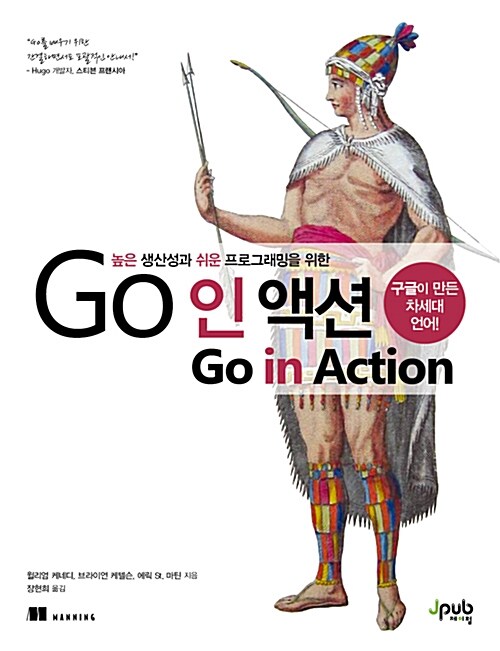 "Go를 배우기 위한
간결하면서도 포괄적인 안내서!"
- Hugo 개발자, 스티븐 프랜시아
높은 생산성과 쉬운 프로그래밍을 위한
Go 인 액션
구글이 만든
차세대
언어!
Go in Action
윌리엄 케네디, 브라이언 케텔슨, 에릭 St. 마틴 지음
장현희 옮김
MANNING
Jpub
제이펍